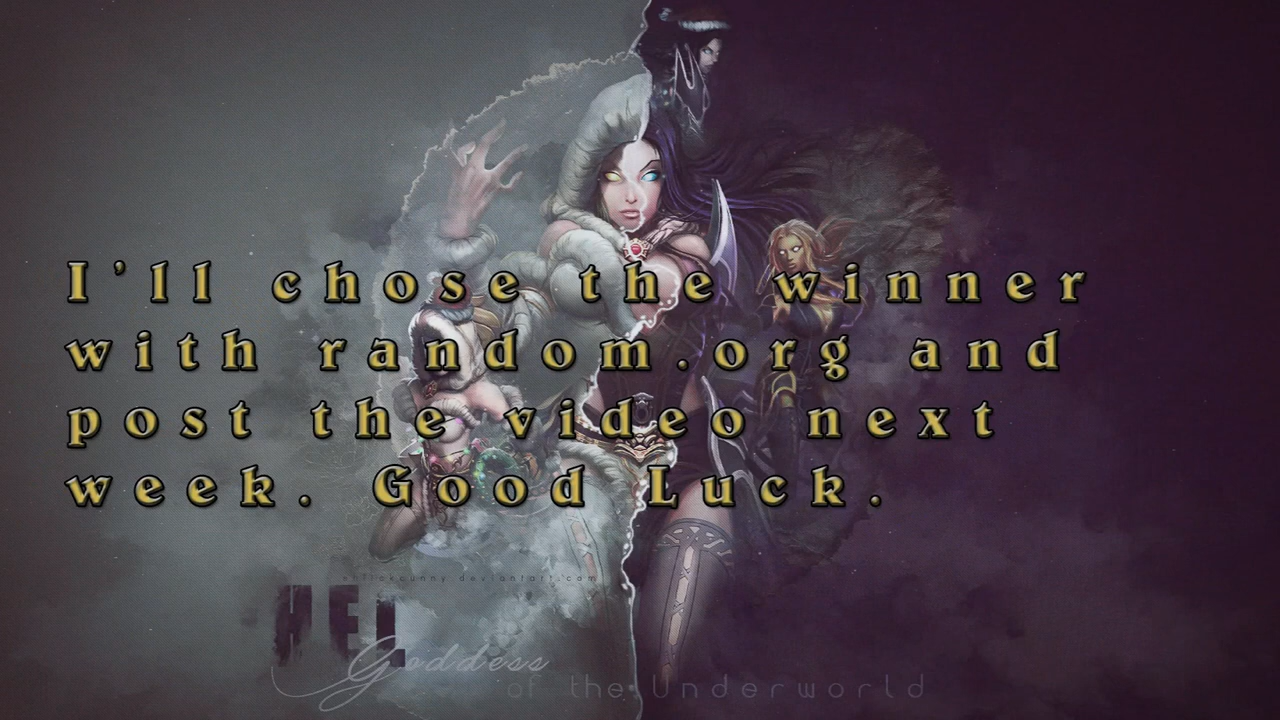 I'll chose the winner
with random.org and
post the video next
week. Good Luck.
HEL
Goddess
of the Underworld